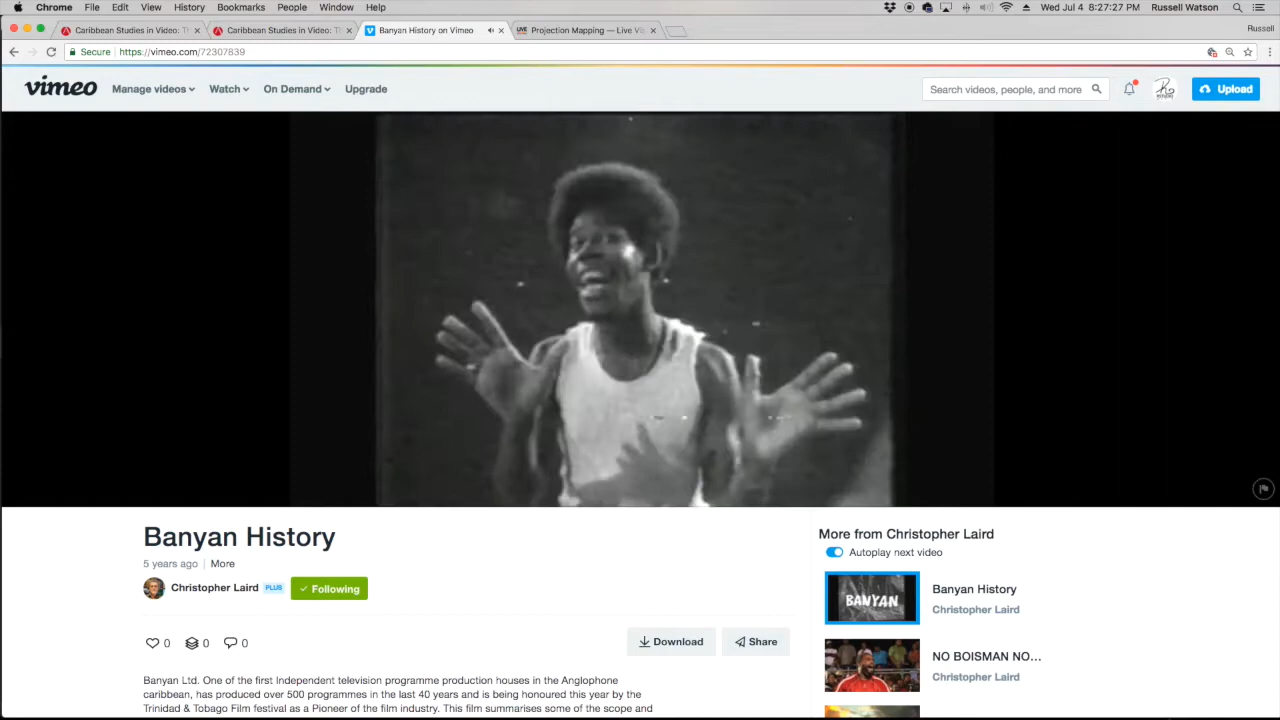 Chrome File Edit View History Bookmarks People Window Help Wed Jul 4 8:27:27 PM Russell Watson
Caribbean Studies in Video: Th Caribbean Studies in Video: Th Banyan History on Vimeo Projection Mapping — Live Vis Russell
Secure https://vimeo.com/72307839
vimeo Manage videos Watch On Demand Upgrade Search videos, people, and more Upload
Banyan History
5 years ago | More
Christopher Laird PLUS Following
0 0 0 Download Share
Banyan Ltd. One of the first Independent television programme production houses in the Anglophone
caribbean, has produced over 500 programmes in the last 40 years and is being honoured this year by the
Trinidad & Tobago Film festival as a Pioneer of the film industry. This film summarises some of the scope and
More from Christopher Laird
Autoplay next video
BANYAN
Banyan History
Christopher Laird
NO BOISMAN NO...
Christopher Laird